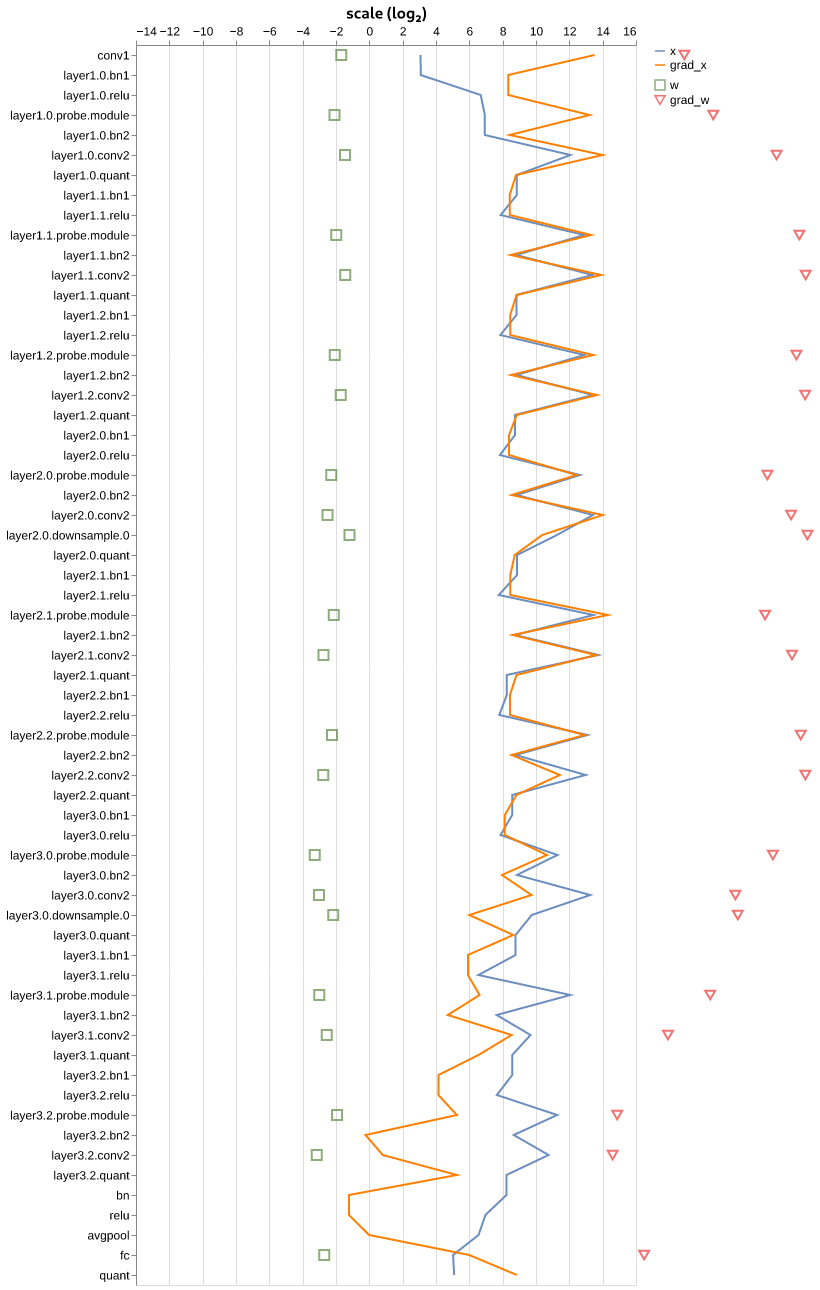 scale (log₂)
−14 −12 −10 −8 −6 −4 −2 0 2 4 6 8 10 12 14 16
x
grad_x
w
grad_w
conv1
layer1.0.bn1
layer1.0.relu
layer1.0.probe.module
layer1.0.bn2
layer1.0.conv2
layer1.0.quant
layer1.1.bn1
layer1.1.relu
layer1.1.probe.module
layer1.1.bn2
layer1.1.conv2
layer1.1.quant
layer1.2.bn1
layer1.2.relu
layer1.2.probe.module
layer1.2.bn2
layer1.2.conv2
layer1.2.quant
layer2.0.bn1
layer2.0.relu
layer2.0.probe.module
layer2.0.bn2
layer2.0.conv2
layer2.0.downsample.0
layer2.0.quant
layer2.1.bn1
layer2.1.relu
layer2.1.probe.module
layer2.1.bn2
layer2.1.conv2
layer2.1.quant
layer2.2.bn1
layer2.2.relu
layer2.2.probe.module
layer2.2.bn2
layer2.2.conv2
layer2.2.quant
layer3.0.bn1
layer3.0.relu
layer3.0.probe.module
layer3.0.bn2
layer3.0.conv2
layer3.0.downsample.0
layer3.0.quant
layer3.1.bn1
layer3.1.relu
layer3.1.probe.module
layer3.1.bn2
layer3.1.conv2
layer3.1.quant
layer3.2.bn1
layer3.2.relu
layer3.2.probe.module
layer3.2.bn2
layer3.2.conv2
layer3.2.quant
bn
relu
avgpool
fc
quant